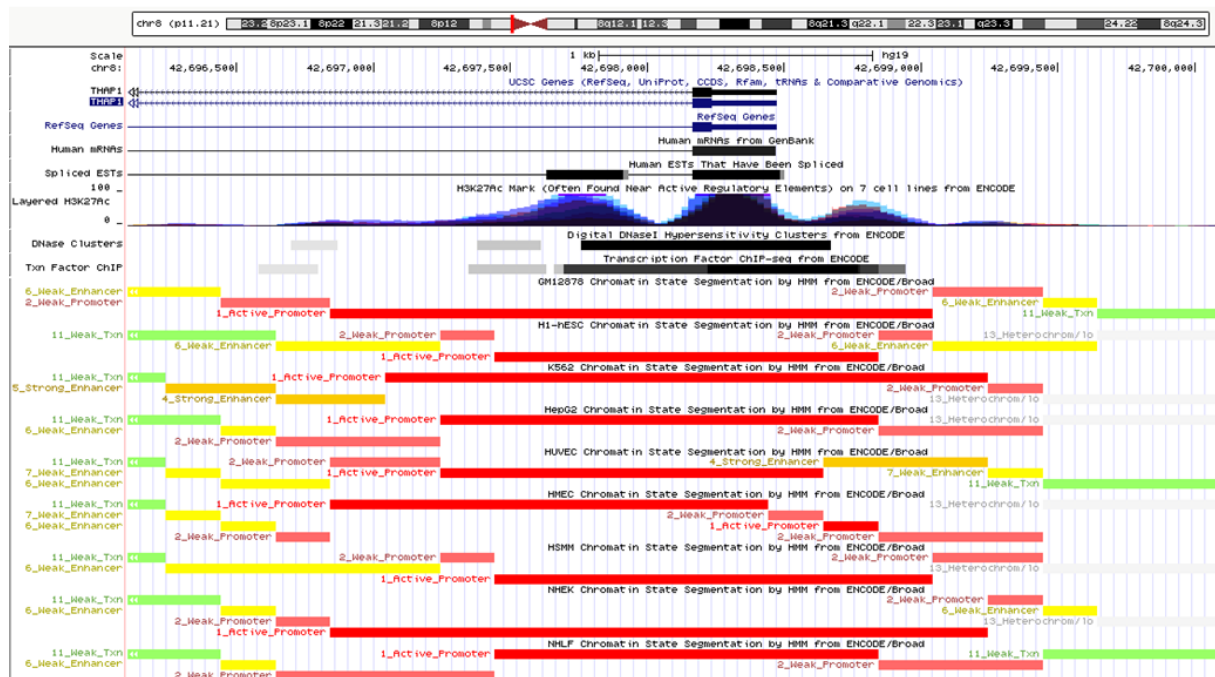 chr8 (p11.21) 23.2 8p23.1 8p22 21.3 21.2 8p12 8q12.1 12.3 8q21.3 q22.1 22.3 23.1 q23.3 24.22 8q24.3
Scale 1 kb hg19
chr8: 42,696,500 42,697,000 42,697,500 42,698,000 42,698,500 42,699,000 42,699,500 42,700,000
UCSC Genes (RefSeq, UniProt, CCDS, Rfam, tRNAs & Comparative Genomics)
THAP1
THAP1
RefSeq Genes
RefSeq Genes
Human mRNAs from GenBank
Human mRNAs
Human ESTs That Have Been Spliced
Spliced ESTs
100 _
H3K27Ac Mark (Often Found Near Active Regulatory Elements) on 7 cell lines from ENCODE
Layered H3K27Ac
0 _
Digital DNaseI Hypersensitivity Clusters from ENCODE
DNase Clusters
Transcription Factor ChIP-seq from ENCODE
Txn Factor ChIP
GM12878 Chromatin State Segmentation by HMM from ENCODE/Broad
6_Weak_Enhancer 2_Weak_Promoter
2_Weak_Promoter 6_Weak_Enhancer
1_Active_Promoter 11_Weak_Txn
H1-hESC Chromatin State Segmentation by HMM from ENCODE/Broad
11_Weak_Txn 2_Weak_Promoter 2_Weak_Promoter 13_Heterochrom/lo
6_Weak_Enhancer 6_Weak_Enhancer
1_Active_Promoter
K562 Chromatin State Segmentation by HMM from ENCODE/Broad
11_Weak_Txn 1_Active_Promoter
5_Strong_Enhancer 2_Weak_Promoter
4_Strong_Enhancer 13_Heterochrom/lo
HepG2 Chromatin State Segmentation by HMM from ENCODE/Broad
11_Weak_Txn 1_Active_Promoter 13_Heterochrom/lo
6_Weak_Enhancer 2_Weak_Promoter
2_Weak_Promoter
HUVEC Chromatin State Segmentation by HMM from ENCODE/Broad
11_Weak_Txn 2_Weak_Promoter 4_Strong_Enhancer
7_Weak_Enhancer 1_Active_Promoter 7_Weak_Enhancer
6_Weak_Enhancer 11_Weak_Txn
HMEC Chromatin State Segmentation by HMM from ENCODE/Broad
11_Weak_Txn 1_Active_Promoter 13_Heterochrom/lo
7_Weak_Enhancer 2_Weak_Promoter
6_Weak_Enhancer 1_Active_Promoter
2_Weak_Promoter 2_Weak_Promoter
HSMM Chromatin State Segmentation by HMM from ENCODE/Broad
11_Weak_Txn 2_Weak_Promoter 2_Weak_Promoter
6_Weak_Enhancer 13_Heterochrom/lo
1_Active_Promoter
NHEK Chromatin State Segmentation by HMM from ENCODE/Broad
11_Weak_Txn 2_Weak_Promoter
6_Weak_Enhancer 6_Weak_Enhancer
2_Weak_Promoter 13_Heterochrom/lo
1_Active_Promoter
NHLF Chromatin State Segmentation by HMM from ENCODE/Broad
11_Weak_Txn 1_Active_Promoter 11_Weak_Txn
6_Weak_Enhancer 2_Weak_Promoter
2_Weak_Promoter